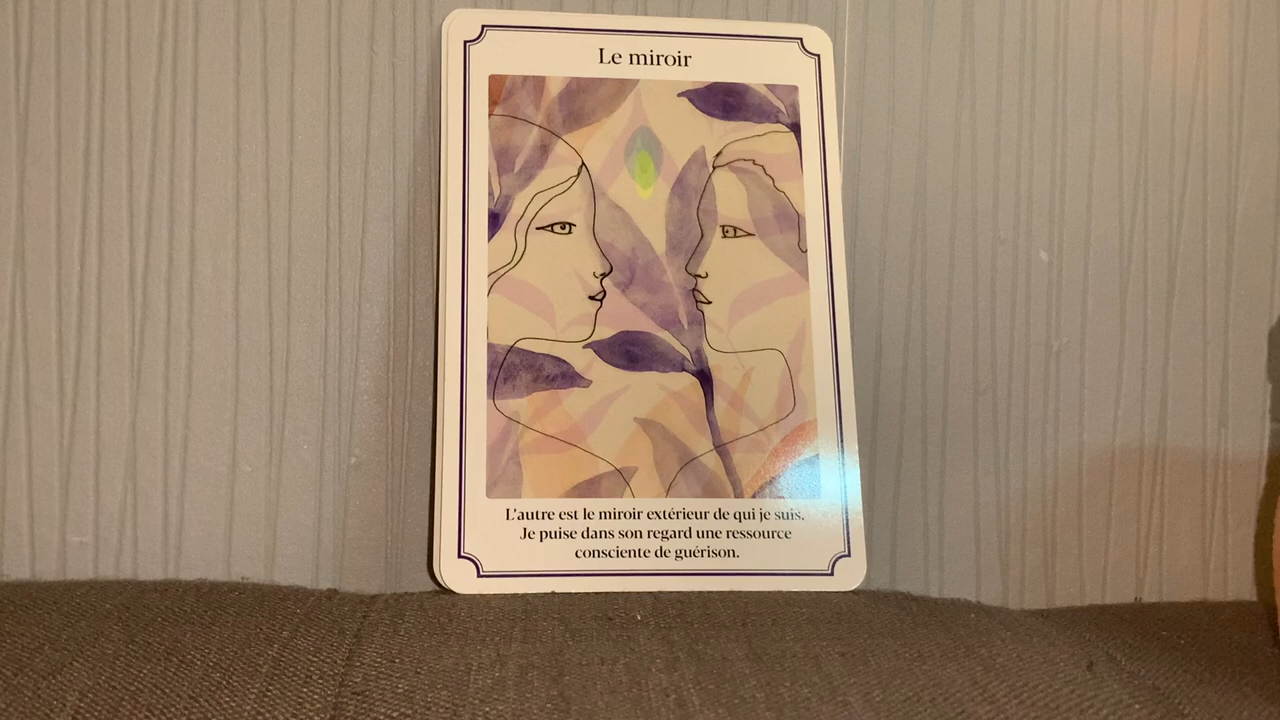 Le miroir
L'autre est le miroir extérieur de qui je suis.
Je puise dans son regard une ressource
consciente de guérison.